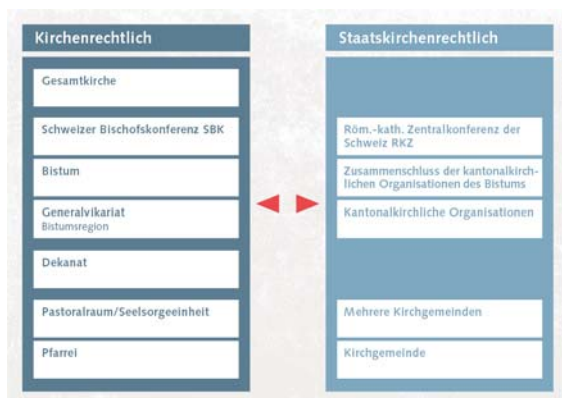 Kirchenrechtlich
Gesamtkirche
Schweizer Bischofskonferenz SBK
Bistum
Generalvikariat
Bistumsregion
Dekanat
Pastoralraum/Seelsorgeeinheit
Pfarrei
Staatskirchenrechtlich
Röm.-kath. Zentralkonferenz der
Schweiz RKZ
Zusammenschluss der kantonalkirch-
lichen Organisationen des Bistums
Kantonalkirchliche Organisationen
Mehrere Kirchgemeinden
Kirchgemeinde